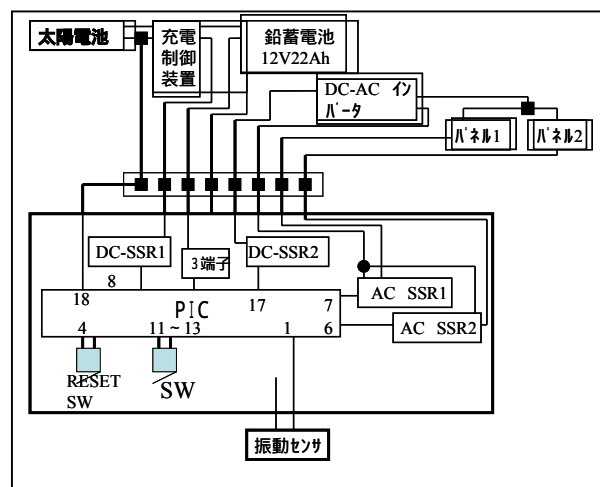 太陽電池
充電
制御
装置
鉛蓄電池
12V22Ah
DC-AC ｲﾝ
ﾊﾞｰﾀ
ﾊﾟﾈﾙ1
ﾊﾟﾈﾙ2
DC-SSR1
3端子
DC-SSR2
8
18
PIC
17
7
AC SSR1
4
11～13
1
6
AC SSR2
RESET
SW
SW
振動ｾﾝｻ